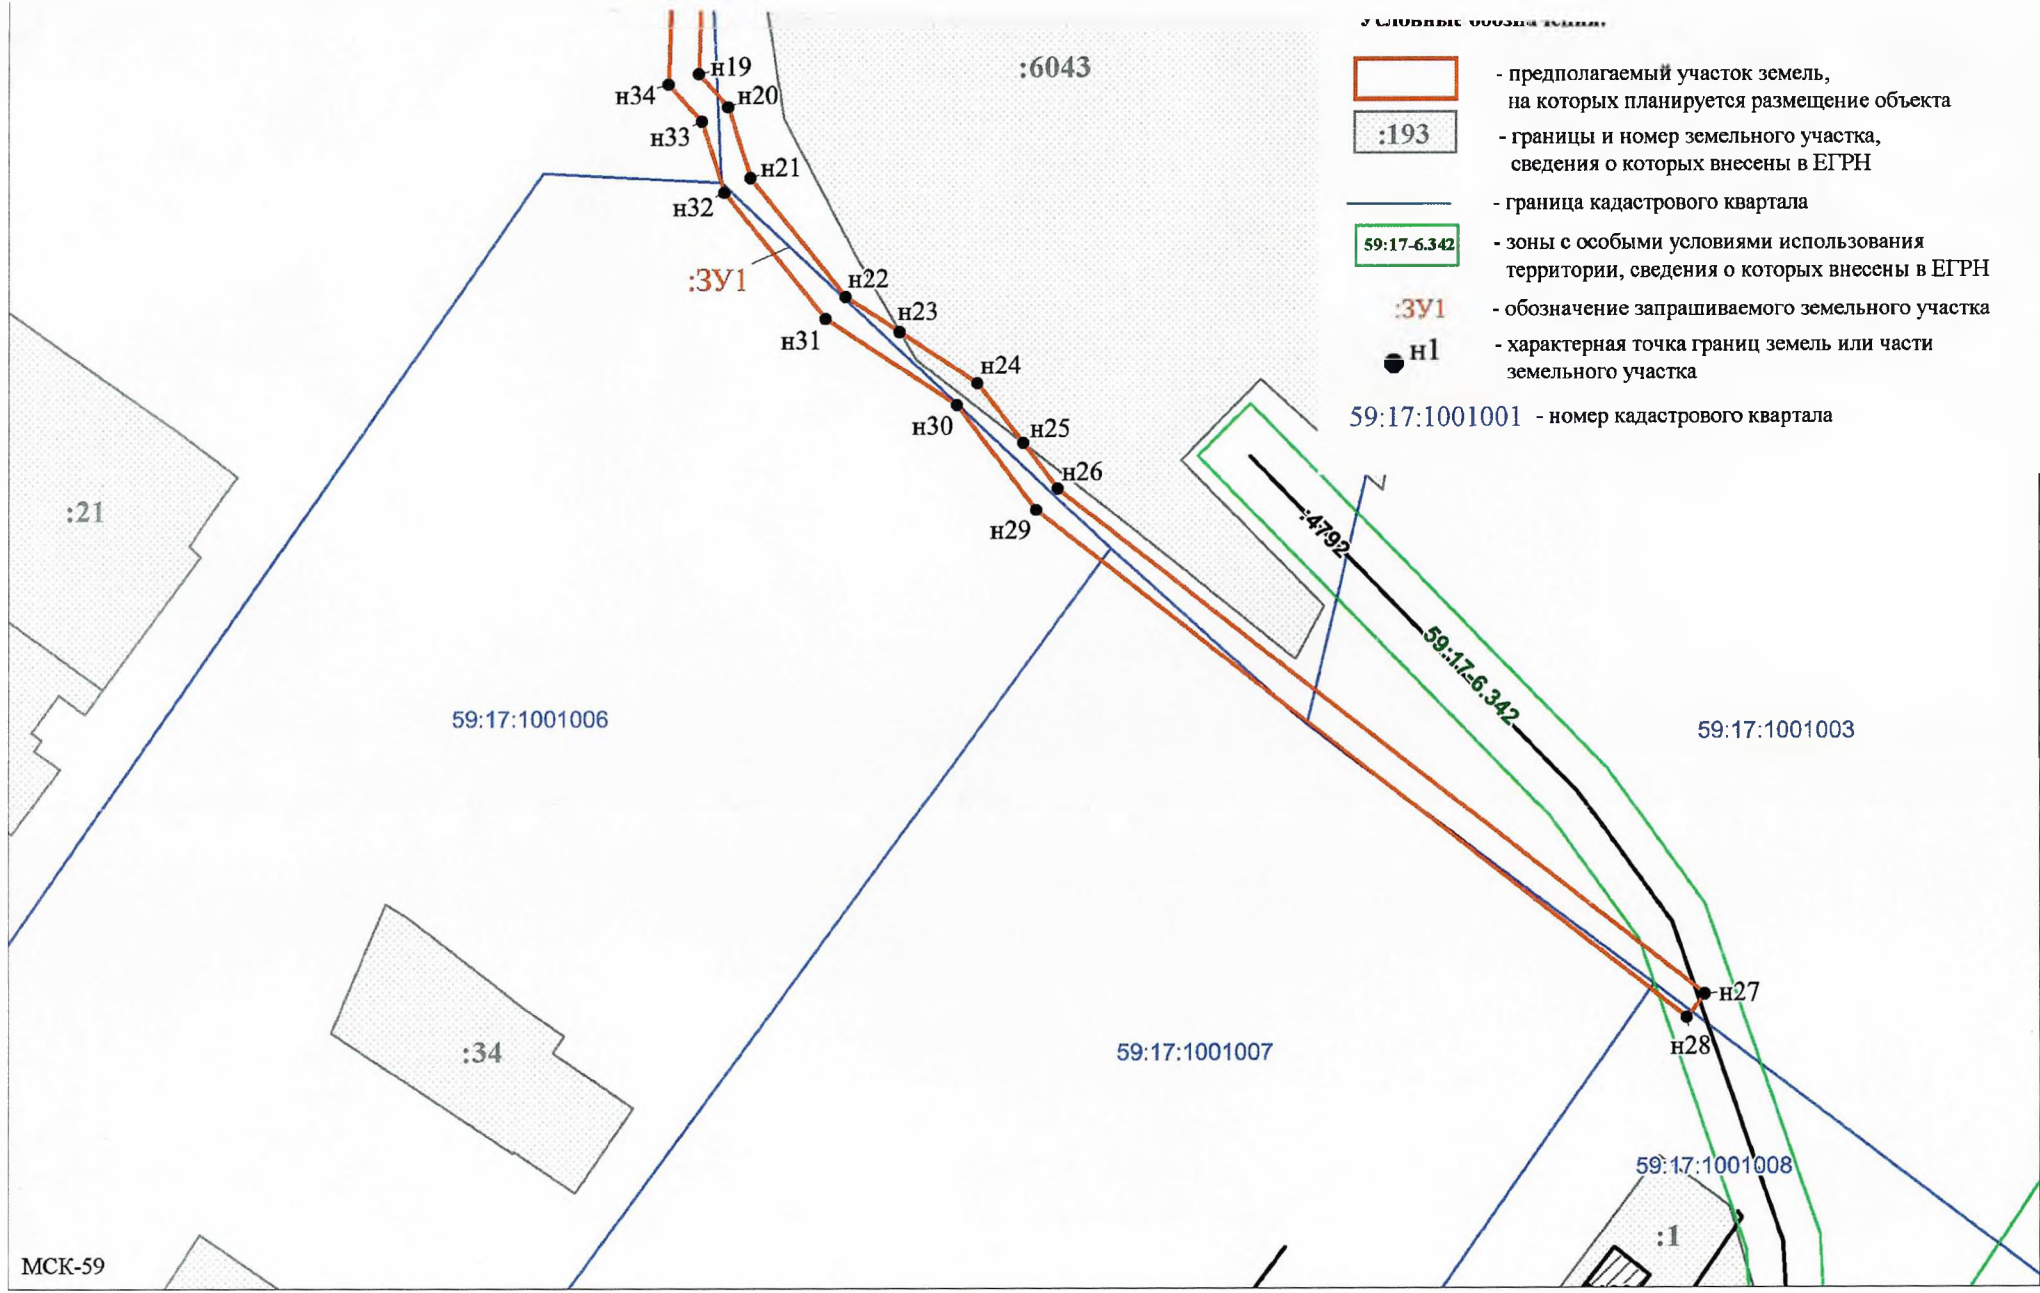 Условные обозначения:
- предполагаемый участок земель,
на которых планируется размещение объекта
:193
- границы и номер земельного участка,
сведения о которых внесены в ЕГРН
- граница кадастрового квартала
59:17-6.342
- зоны с особыми условиями использования
территории, сведения о которых внесены в ЕГРН
:ЗУ1
- обозначение запрашиваемого земельного участка
н1
- характерная точка границ земель или части
земельного участка
59:17:1001001 - номер кадастрового квартала
:6043
н19
н34
н20
н33
н21
н32
:ЗУ1
н22
н23
н31
н24
н30
н25
н26
н29
:21
:4792
59:17-6.342
59:17:1001006
59:17:1001003
н27
н28
:34
59:17:1001007
59:17:1001008
:1
МСК-59